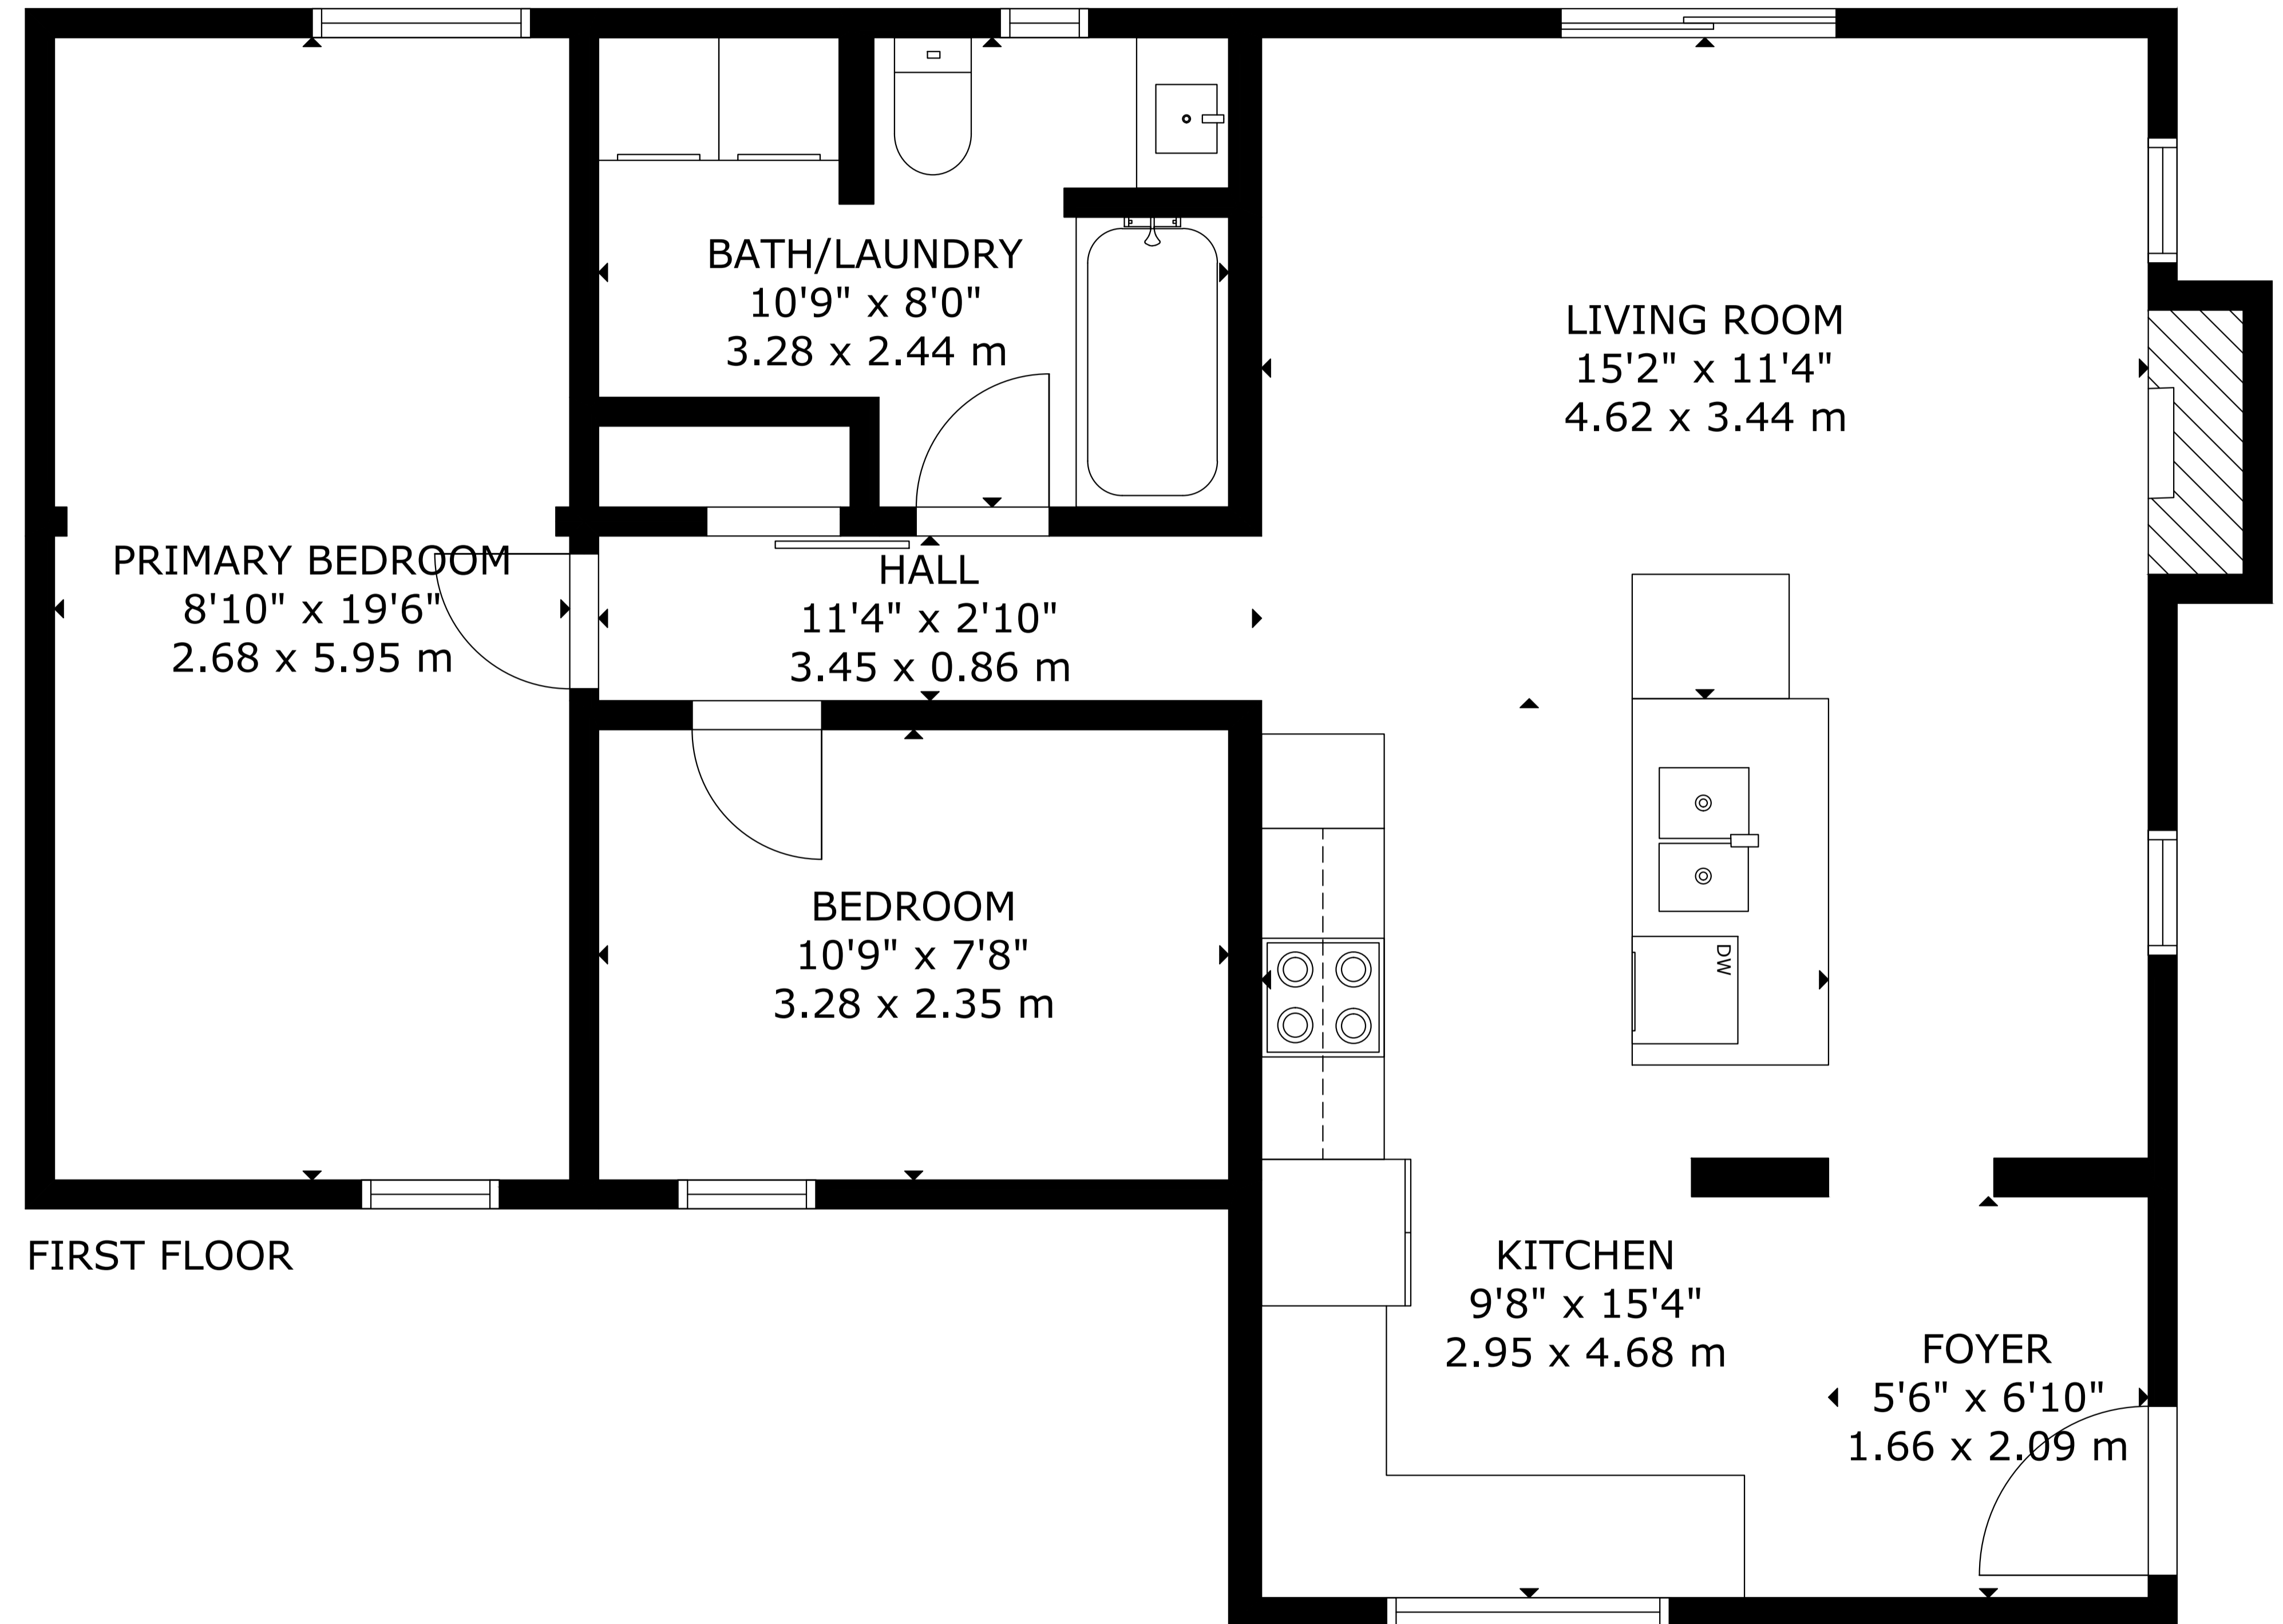 BATH/LAUNDRY
10'9" x 8'0"
3.28 x 2.44 m
LIVING ROOM
15'2" x 11'4"
4.62 x 3.44 m
PRIMARY BEDROOM
8'10" x 19'6"
2.68 x 5.95 m
HALL
11'4" x 2'10"
3.45 x 0.86 m
BEDROOM
10'9" x 7'8"
3.28 x 2.35 m
DW
FIRST FLOOR
KITCHEN
9'8" x 15'4"
2.95 x 4.68 m
FOYER
5'6" x 6'10"
1.66 x 2.09 m